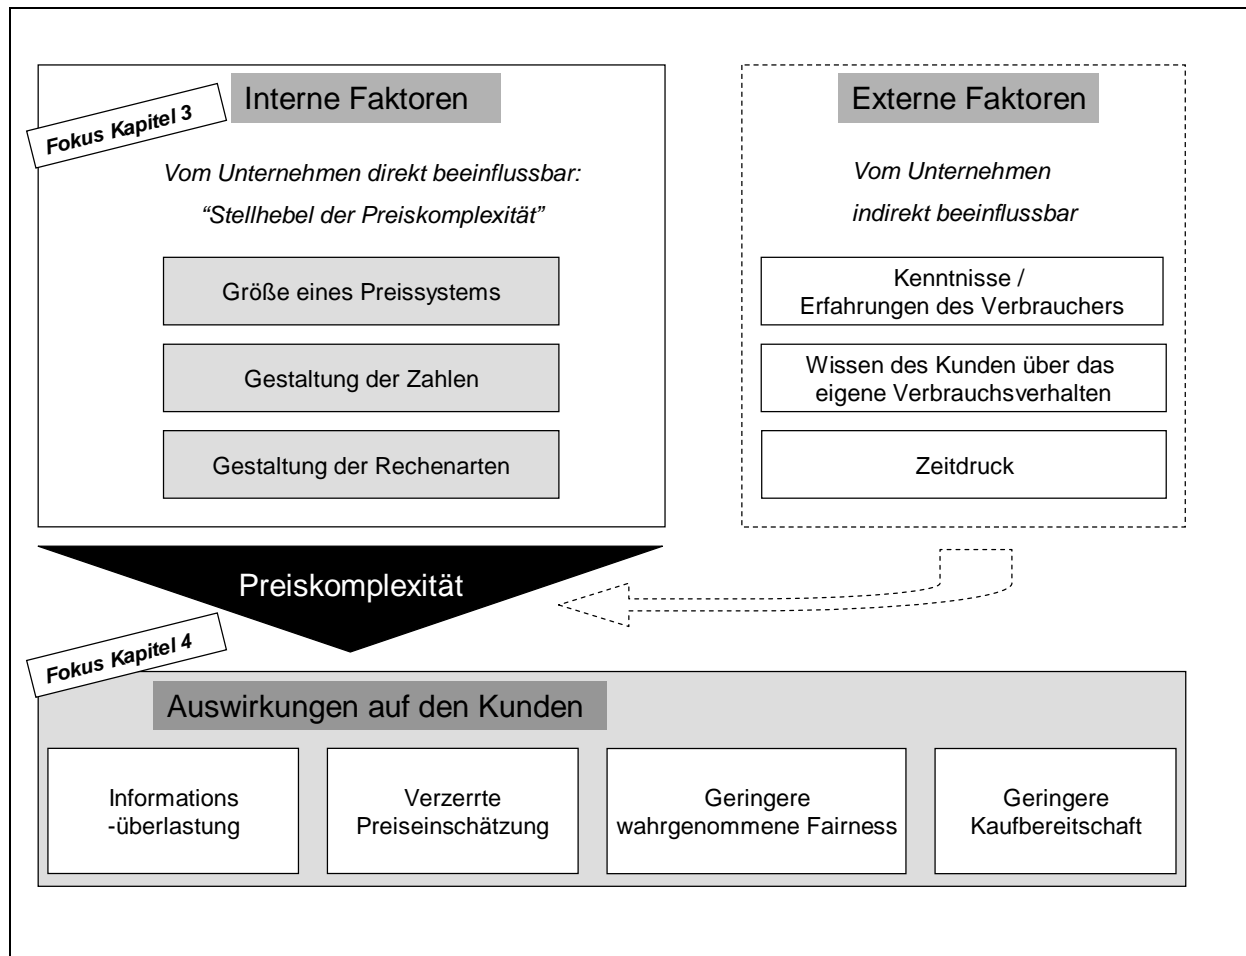 Interne Faktoren
Fokus Kapitel 3
Vom Unternehmen direkt beeinflussbar:
“Stellhebel der Preiskomplexität”
Größe eines Preissystems
Gestaltung der Zahlen
Gestaltung der Rechenarten
Externe Faktoren
Vom Unternehmen
indirekt beeinflussbar
Kenntnisse /
Erfahrungen des Verbrauchers
Wissen des Kunden über das
eigene Verbrauchsverhalten
Zeitdruck
Preiskomplexität
Fokus Kapitel 4
Auswirkungen auf den Kunden
Informations
-überlastung
Verzerrte
Preiseinschätzung
Geringere
wahrgenommene Fairness
Geringere
Kaufbereitschaft